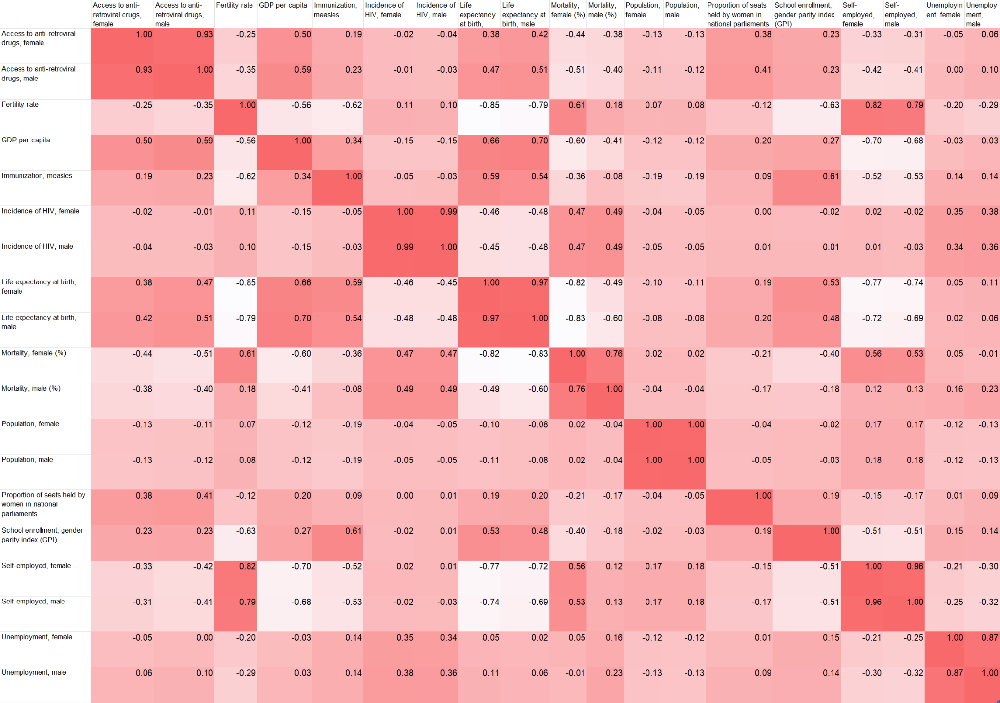 Access to anti- Access to anti- Fertility rate GDP per capita Immunization, Incidence of Incidence of Life Life Mortality, Mortality, Population, Population, Proportion of seats School enrollment, Self- Self- Unemploym Unemploy
retroviral drugs, retroviral drugs, measles HIV, female HIV, male expectancy expectancy at female (%) male (%) female male held by women in gender parity index employed, employed, ent, female ment,
female male at birth, birth, male national parliaments (GPI) female male male
Access to anti-retroviral 1.00 0.93 -0.25 0.50 0.19 -0.02 -0.04 0.38 0.42 -0.44 -0.38 -0.13 -0.13 0.38 0.23 -0.33 -0.31 -0.05 0.06
drugs, female
Access to anti-retroviral 0.93 1.00 -0.35 0.59 0.23 -0.01 -0.03 0.47 0.51 -0.51 -0.40 -0.11 -0.12 0.41 0.23 -0.42 -0.41 0.00 0.10
drugs, male
Fertility rate -0.25 -0.35 1.00 -0.56 -0.62 0.11 0.10 -0.85 -0.79 0.61 0.18 0.07 0.08 -0.12 -0.63 0.82 0.79 -0.20 -0.29
GDP per capita 0.50 0.59 -0.56 1.00 0.34 -0.15 -0.15 0.66 0.70 -0.60 -0.41 -0.12 -0.12 0.20 0.27 -0.70 -0.68 -0.03 0.03
Immunization, measles 0.19 0.23 -0.62 0.34 1.00 -0.05 -0.03 0.59 0.54 -0.36 -0.08 -0.19 -0.19 0.09 0.61 -0.52 -0.53 0.14 0.14
Incidence of HIV, female -0.02 -0.01 0.11 -0.15 -0.05 1.00 0.99 -0.46 -0.48 0.47 0.49 -0.04 -0.05 0.00 -0.02 0.02 -0.02 0.35 0.38
Incidence of HIV, male -0.04 -0.03 0.10 -0.15 -0.03 0.99 1.00 -0.45 -0.48 0.47 0.49 -0.05 -0.05 0.01 0.01 0.01 -0.03 0.34 0.36
Life expectancy at birth, 0.38 0.47 -0.85 0.66 0.59 -0.46 -0.45 1.00 0.97 -0.82 -0.49 -0.10 -0.11 0.19 0.53 -0.77 -0.74 0.05 0.11
female
Life expectancy at birth, 0.42 0.51 -0.79 0.70 0.54 -0.48 -0.48 0.97 1.00 -0.83 -0.60 -0.08 -0.08 0.20 0.48 -0.72 -0.69 0.02 0.06
male
Mortality, female (%) -0.44 -0.51 0.61 -0.60 -0.36 0.47 0.47 -0.82 -0.83 1.00 0.76 0.02 0.02 -0.21 -0.40 0.56 0.53 0.05 -0.01
Mortality, male (%) -0.38 -0.40 0.18 -0.41 -0.08 0.49 0.49 -0.49 -0.60 0.76 1.00 -0.04 -0.04 -0.17 -0.18 0.12 0.13 0.16 0.23
Population, female -0.13 -0.11 0.07 -0.12 -0.19 -0.04 -0.05 -0.10 -0.08 0.02 -0.04 1.00 1.00 -0.04 -0.02 0.17 0.17 -0.12 -0.13
Population, male -0.13 -0.12 0.08 -0.12 -0.19 -0.05 -0.05 -0.11 -0.08 0.02 -0.04 1.00 1.00 -0.05 -0.03 0.18 0.18 -0.12 -0.13
Proportion of seats held by 0.38 0.41 -0.12 0.20 0.09 0.00 0.01 0.19 0.20 -0.21 -0.17 -0.04 -0.05 1.00 0.19 -0.15 -0.17 0.01 0.09
women in national
parliaments
School enrollment, gender 0.23 0.23 -0.63 0.27 0.61 -0.02 0.01 0.53 0.48 -0.40 -0.18 -0.02 -0.03 0.19 1.00 -0.51 -0.51 0.15 0.14
parity index (GPI)
Self-employed, female -0.33 -0.42 0.82 -0.70 -0.52 0.02 0.01 -0.77 -0.72 0.56 0.12 0.17 0.18 -0.15 -0.51 1.00 0.96 -0.21 -0.30
Self-employed, male -0.31 -0.41 0.79 -0.68 -0.53 -0.02 -0.03 -0.74 -0.69 0.53 0.13 0.17 0.18 -0.17 -0.51 0.96 1.00 -0.25 -0.32
Unemployment, female -0.05 0.00 -0.20 -0.03 0.14 0.35 0.34 0.05 0.02 0.05 0.16 -0.12 -0.12 0.01 0.15 -0.21 -0.25 1.00 0.87
Unemployment, male 0.06 0.10 -0.29 0.03 0.14 0.38 0.36 0.11 0.06 -0.01 0.23 -0.13 -0.13 0.09 0.14 -0.30 -0.32 0.87 1.00